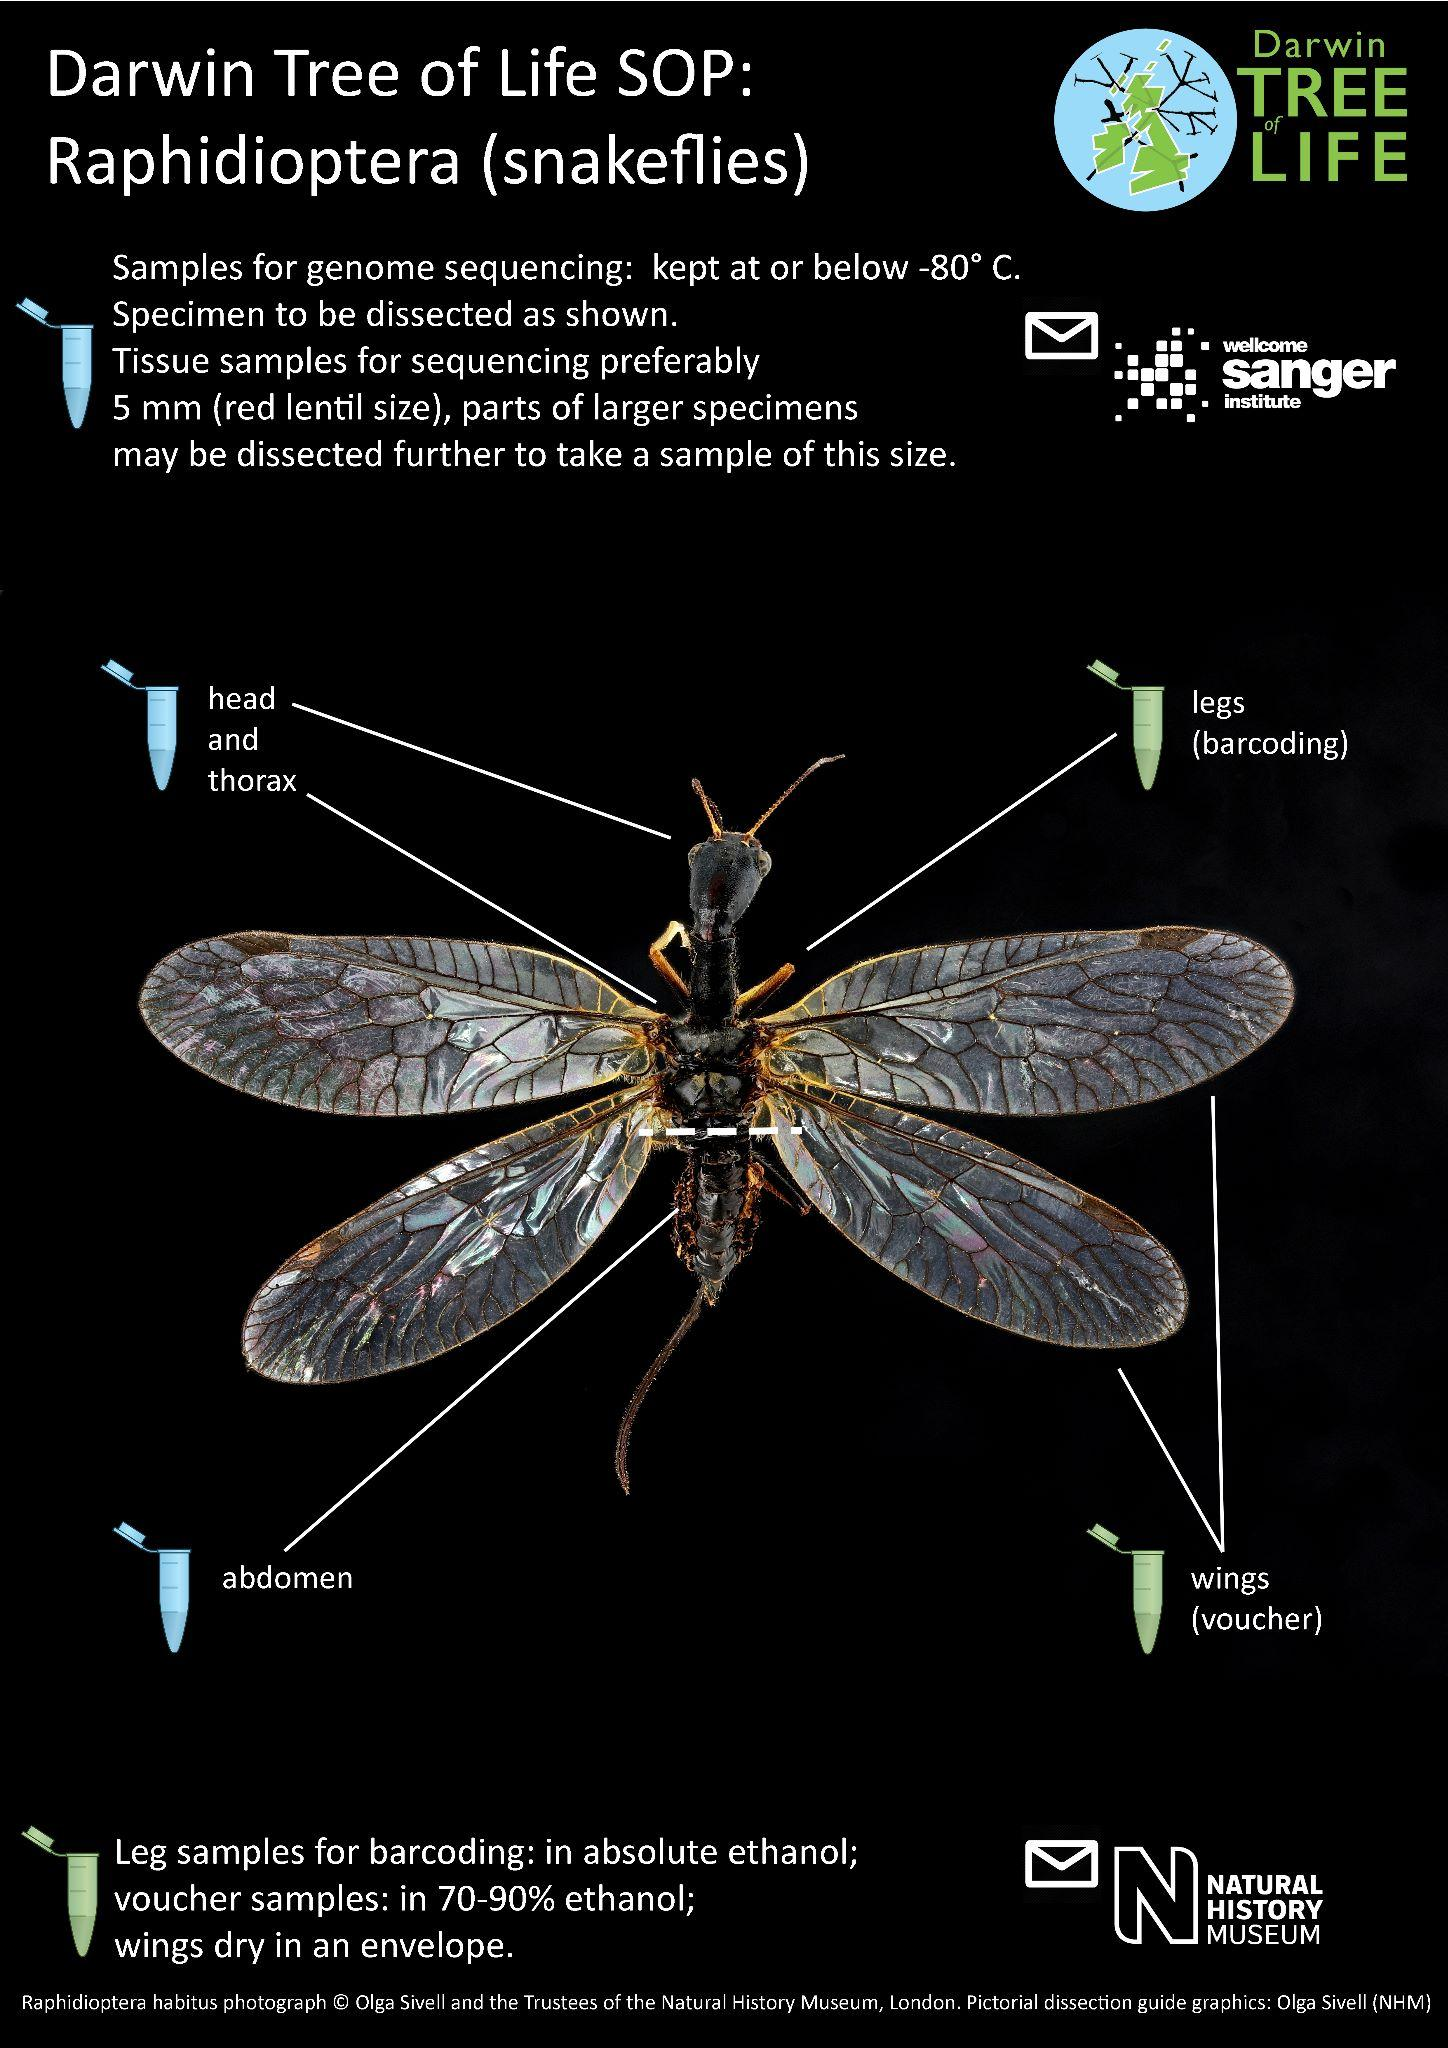 Darwin Tree of Life SOP:
Raphidioptera (snakeflies)
Darwin
TREE
of
LIFE
Samples for genome sequencing:  kept at or below -80° C.
Specimen to be dissected as shown.
Tissue samples for sequencing preferably
5 mm (red lentil size), parts of larger specimens
may be dissected further to take a sample of this size.
wellcome
sanger
institute
head
and
thorax
legs
(barcoding)
abdomen
wings
(voucher)
Leg samples for barcoding: in absolute ethanol;
voucher samples: in 70-90% ethanol;
wings dry in an envelope.
N
NATURAL
HISTORY
MUSEUM
Raphidioptera habitus photograph © Olga Sivell and the Trustees of the Natural History Museum, London. Pictorial dissection guide graphics: Olga Sivell (NHM)